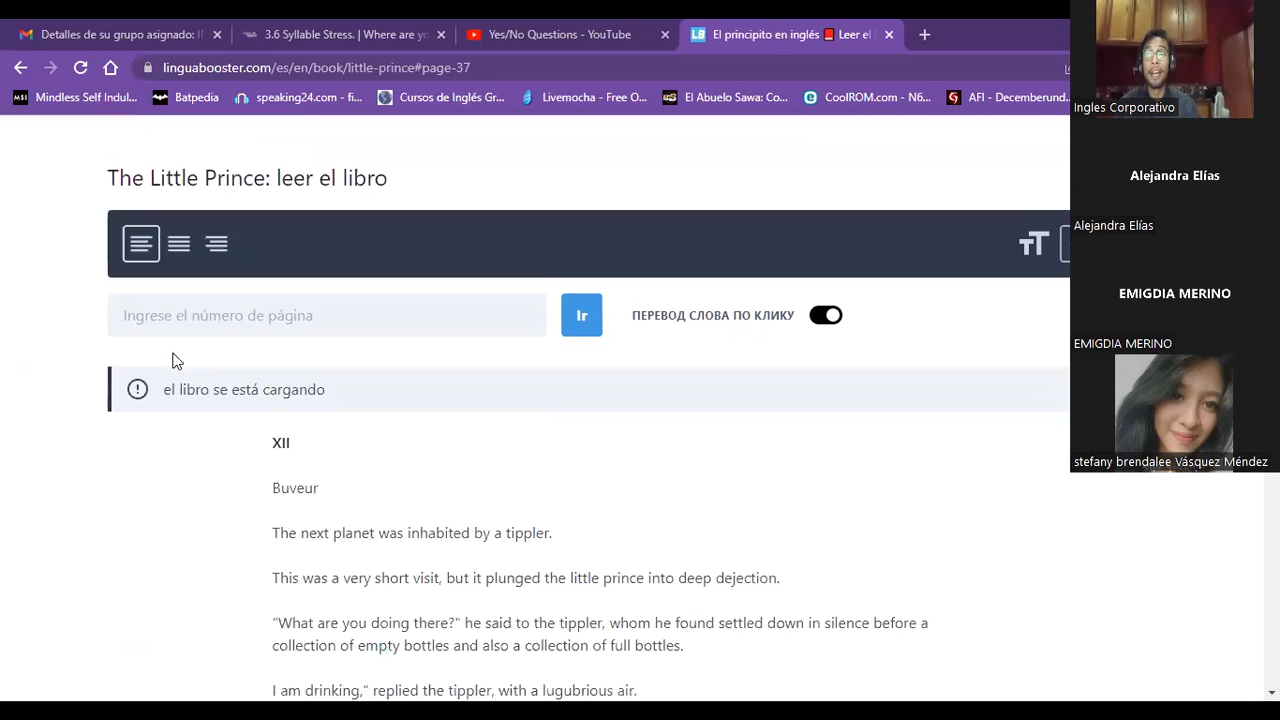 Detalles de su grupo asignado: I
3.6 Syllable Stress. | Where are yo
Yes/No Questions - YouTube
El principito en inglés 📕 Leer el l
linguabooster.com/es/en/book/little-prince#page-37
Mindless Self Indul...
Batpedia
speaking24.com - fi...
Cursos de Inglés Gr...
Livemocha - Free O...
El Abuelo Sawa: Co...
CoolROM.com - N6...
AFI - Decemberund...
The Little Prince: leer el libro
Ingrese el número de página
Ir
ПЕРЕВОД СЛОВА ПО КЛИКУ
el libro se está cargando
XII
Buveur
The next planet was inhabited by a tippler.
This was a very short visit, but it plunged the little prince into deep dejection.
"What are you doing there?" he said to the tippler, whom he found settled down in silence before a
collection of empty bottles and also a collection of full bottles.
I am drinking," replied the tippler, with a lugubrious air.
Ingles Corporativo
Alejandra Elías
Alejandra Elías
EMIGDIA MERINO
EMIGDIA MERINO
stefany brendalee Vásquez Méndez